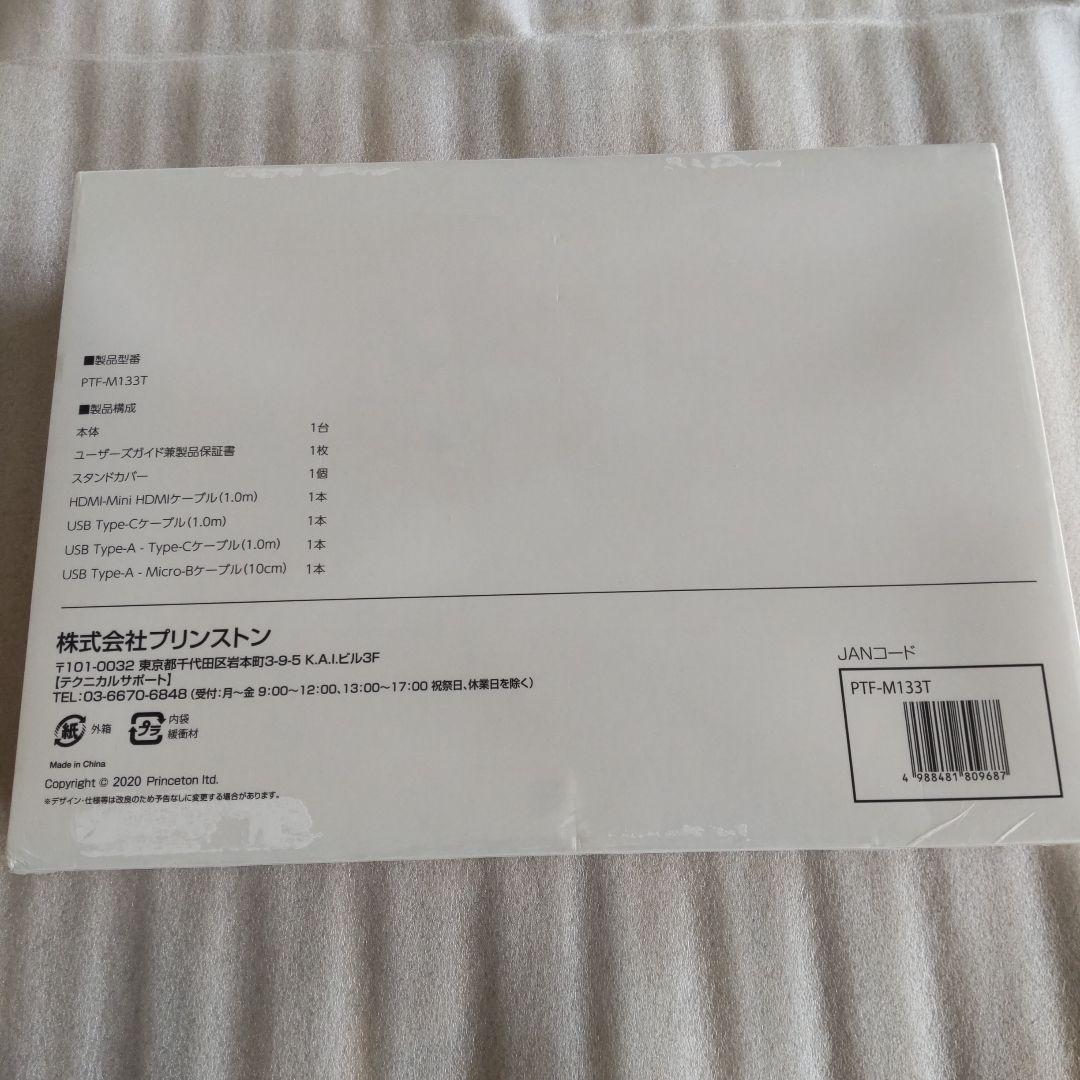 ■製品型番
PTF-M133T
■製品構成
本体 1台
ユーザーズガイド兼製品保証書 1枚
スタンドカバー 1個
HDMI-Mini HDMIケーブル(1.0m) 1本
USB Type-Cケーブル(1.0m) 1本
USB Type-A - Type-Cケーブル(1.0m) 1本
USB Type-A - Micro-Bケーブル(10cm) 1本
株式会社プリンストン
〒101-0032 東京都千代田区岩本町3-9-5 K.A.I.ビル3F
【テクニカルサポート】
TEL:03-6670-6848(受付:月～金 9:00～12:00、13:00～17:00 祝祭日、休業日を除く)
紙 外箱 プラ 内袋
緩衝材
Made in China
Copyright © 2020 Princeton ltd.
※デザイン・仕様等は改良のため予告なしに変更する場合があります。
JANコード
PTF-M133T
4 988481 809687